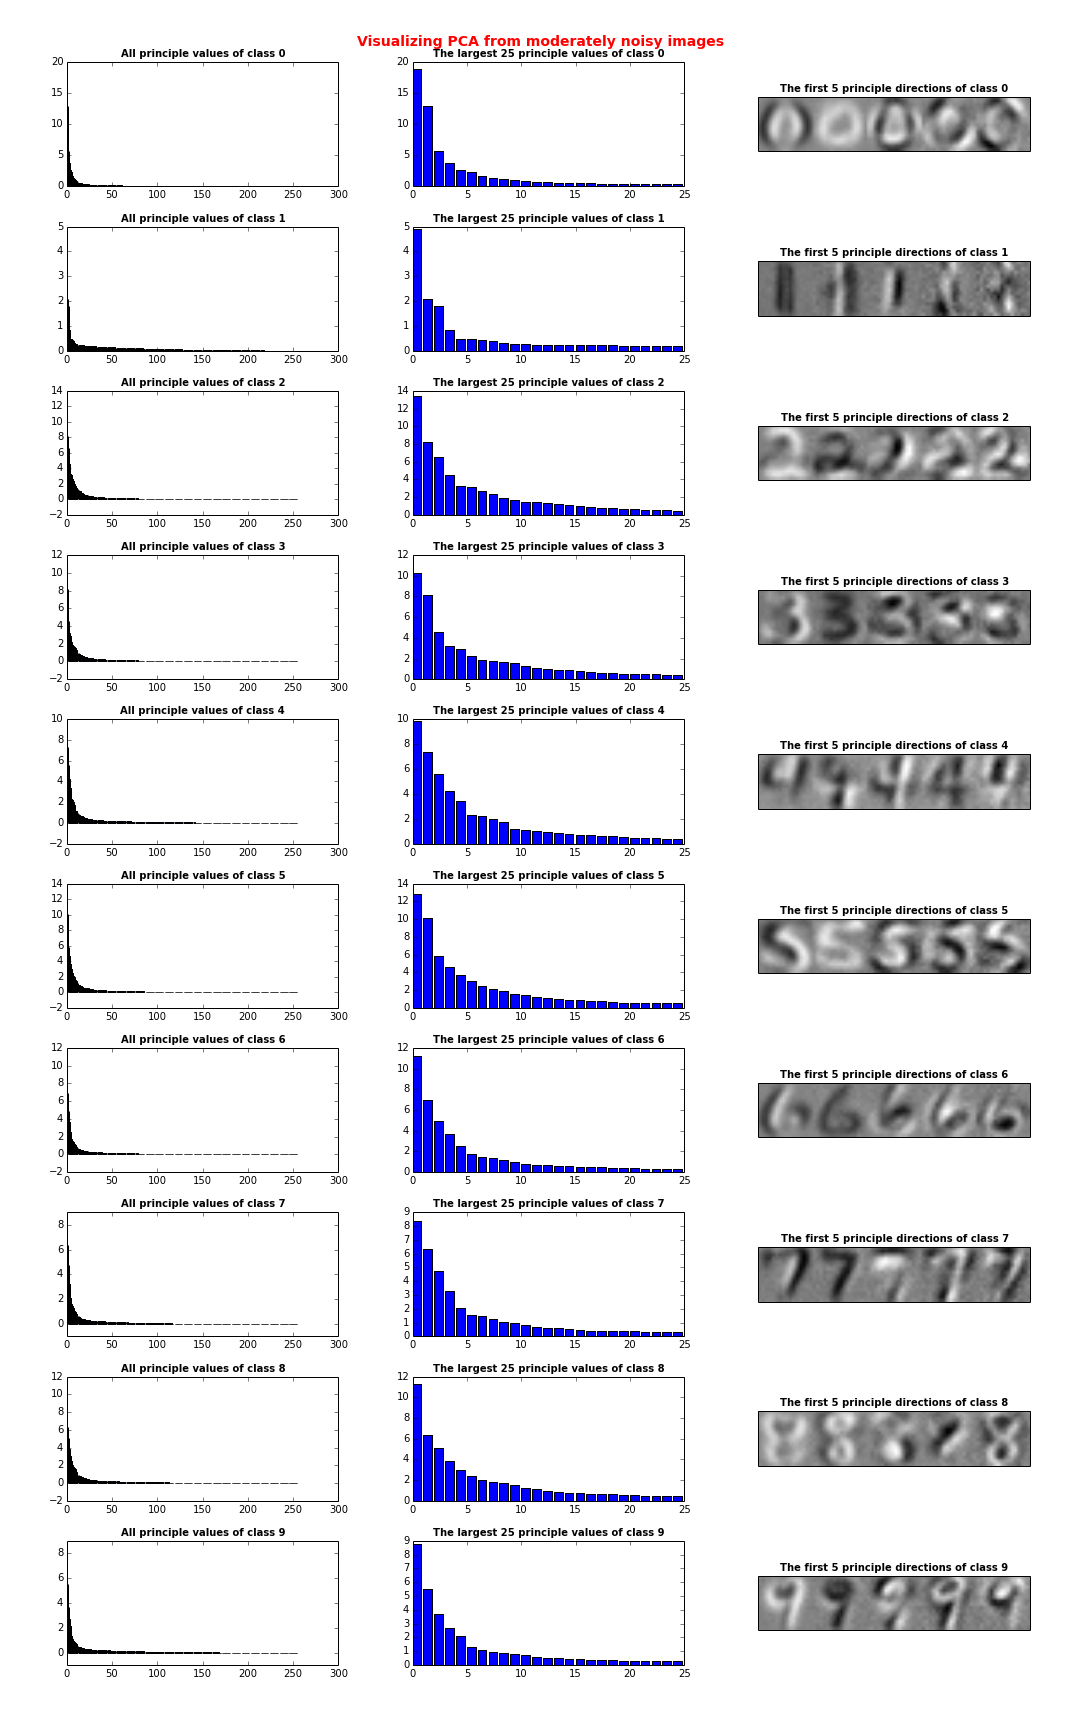 Visualizing PCA from moderately noisy images
All principle values of class 0
20
15
10
5
0
0 50 100 150 200 250 300
The largest 25 principle values of class 0
20
15
10
5
0
0 5 10 15 20 25
The first 5 principle directions of class 0
All principle values of class 1
5
4
3
2
1
0
0 50 100 150 200 250 300
The largest 25 principle values of class 1
5
4
3
2
1
0
0 5 10 15 20 25
The first 5 principle directions of class 1
All principle values of class 2
14
12
10
8
6
4
2
0
−2
0 50 100 150 200 250 300
The largest 25 principle values of class 2
14
12
10
8
6
4
2
0
0 5 10 15 20 25
The first 5 principle directions of class 2
All principle values of class 3
12
10
8
6
4
2
0
−2
0 50 100 150 200 250 300
The largest 25 principle values of class 3
12
10
8
6
4
2
0
0 5 10 15 20 25
The first 5 principle directions of class 3
All principle values of class 4
10
8
6
4
2
0
−2
0 50 100 150 200 250 300
The largest 25 principle values of class 4
10
8
6
4
2
0
0 5 10 15 20 25
The first 5 principle directions of class 4
All principle values of class 5
14
12
10
8
6
4
2
0
−2
0 50 100 150 200 250 300
The largest 25 principle values of class 5
14
12
10
8
6
4
2
0
0 5 10 15 20 25
The first 5 principle directions of class 5
All principle values of class 6
12
10
8
6
4
2
0
−2
0 50 100 150 200 250 300
The largest 25 principle values of class 6
12
10
8
6
4
2
0
0 5 10 15 20 25
The first 5 principle directions of class 6
All principle values of class 7
8
6
4
2
0
0 50 100 150 200 250 300
The largest 25 principle values of class 7
9
8
7
6
5
4
3
2
1
0
0 5 10 15 20 25
The first 5 principle directions of class 7
All principle values of class 8
12
10
8
6
4
2
0
−2
0 50 100 150 200 250 300
The largest 25 principle values of class 8
12
10
8
6
4
2
0
0 5 10 15 20 25
The first 5 principle directions of class 8
All principle values of class 9
8
6
4
2
0
0 50 100 150 200 250 300
The largest 25 principle values of class 9
9
8
7
6
5
4
3
2
1
0
0 5 10 15 20 25
The first 5 principle directions of class 9